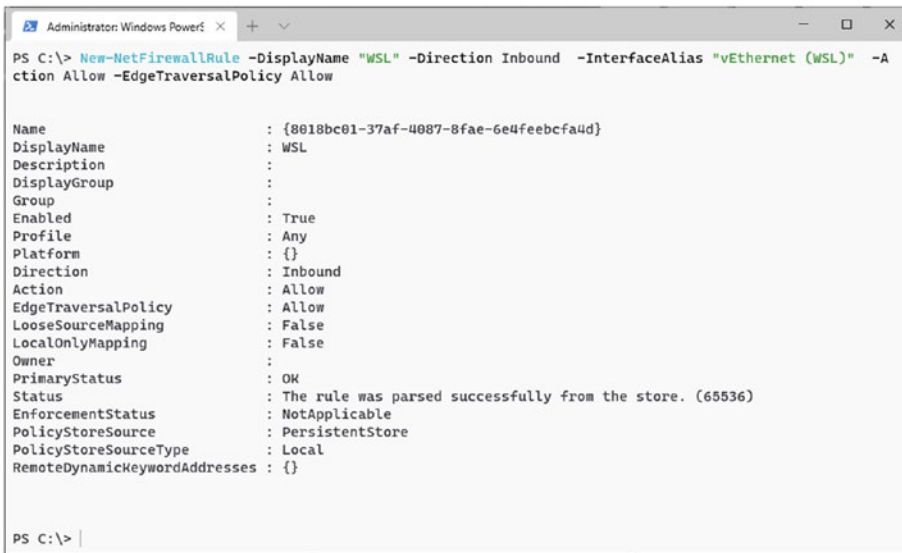 Administrator: Windows PowerS
PS C:\> New-NetFirewallRule -DisplayName "WSL" -Direction Inbound  -InterfaceAlias "vEthernet (WSL)"  -A
ction Allow -EdgeTraversalPolicy Allow
Name                          : {8018bc01-37af-4087-8fae-6e4feebcfa4d}
DisplayName                   : WSL
Description                   :
DisplayGroup                  :
Group                         :
Enabled                       : True
Profile                       : Any
Platform                      : {}
Direction                     : Inbound
Action                        : Allow
EdgeTraversalPolicy           : Allow
LooseSourceMapping            : False
LocalOnlyMapping              : False
Owner                         :
PrimaryStatus                 : OK
Status                        : The rule was parsed successfully from the store. (65536)
EnforcementStatus             : NotApplicable
PolicyStoreSource             : PersistentStore
PolicyStoreSourceType         : Local
RemoteDynamicKeywordAddresses : {}
PS C:\>